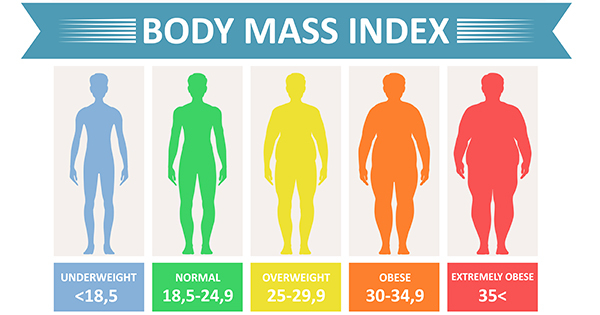 BODY MASS INDEX
UNDERWEIGHT
<18,5
NORMAL
18,5-24,9
OVERWEIGHT
25-29,9
OBESE
30-34,9
EXTREMELY OBESE
35<